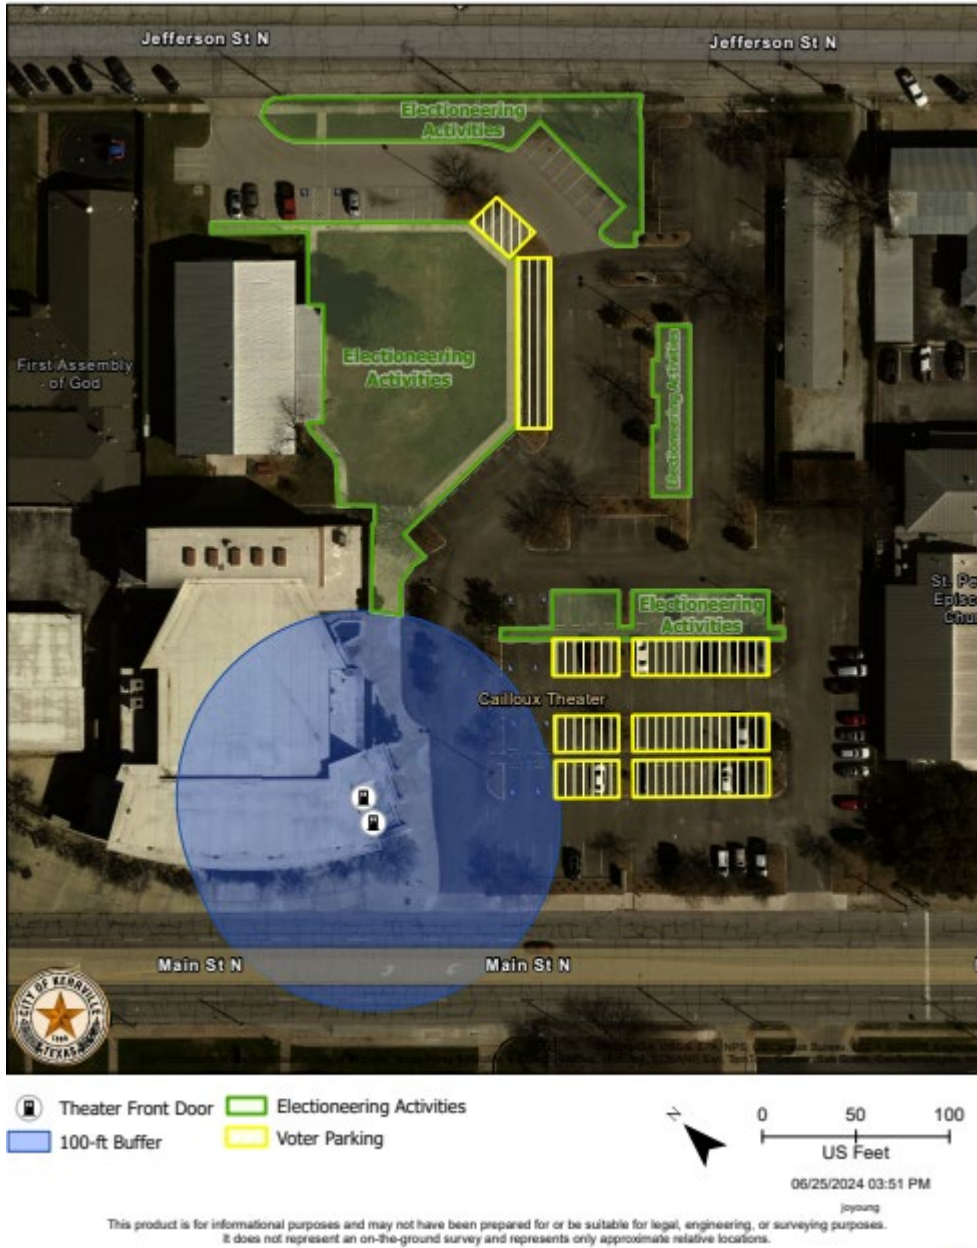 Jefferson St N
Jefferson St N
Electioneering
Activities
First Assembly
of God
Electioneering
Activities
Electioneering Activities
Electioneering
Activities
Cailloux Theater
Main St N
Main St N
CITY OF KERRVILLE
TEXAS
Theater Front Door
Electioneering Activities
100-ft Buffer
Voter Parking
N
0 50 100
US Feet
06/25/2024 03:51 PM
joyoung
This product is for informational purposes and may not have been prepared for or be suitable for legal, engineering, or surveying purposes.
It does not represent an on-the-ground survey and represents only approximate relative locations.